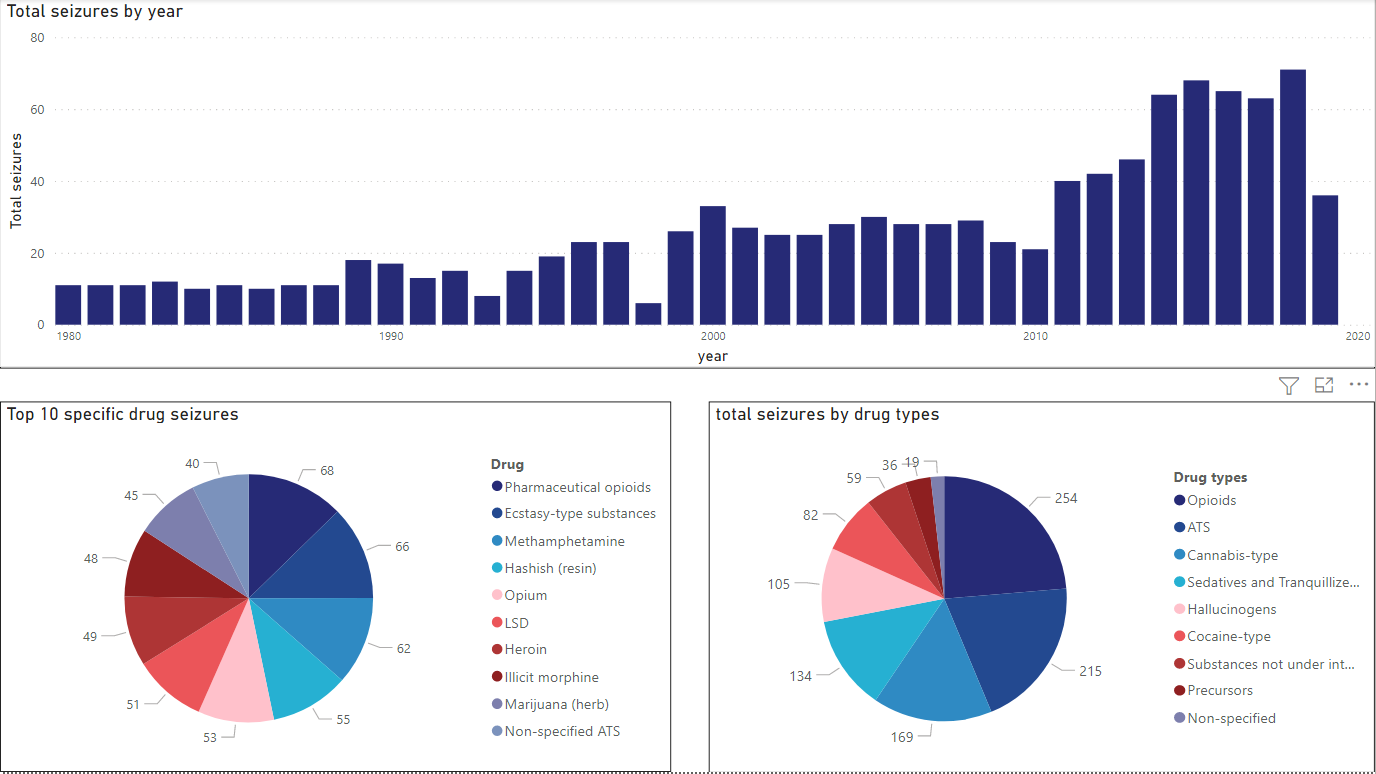 Total seizures by year
80
60
40
20
0
Total seizures
1980
1990
2000
2010
2020
year
Top 10 specific drug seizures
68
66
62
55
53
51
49
48
45
40
Drug
Pharmaceutical opioids
Ecstasy-type substances
Methamphetamine
Hashish (resin)
Opium
LSD
Heroin
Illicit morphine
Marijuana (herb)
Non-specified ATS
total seizures by drug types
254
215
169
134
105
82
59
36
19
Drug types
Opioids
ATS
Cannabis-type
Sedatives and Tranquillize...
Hallucinogens
Cocaine-type
Substances not under int...
Precursors
Non-specified